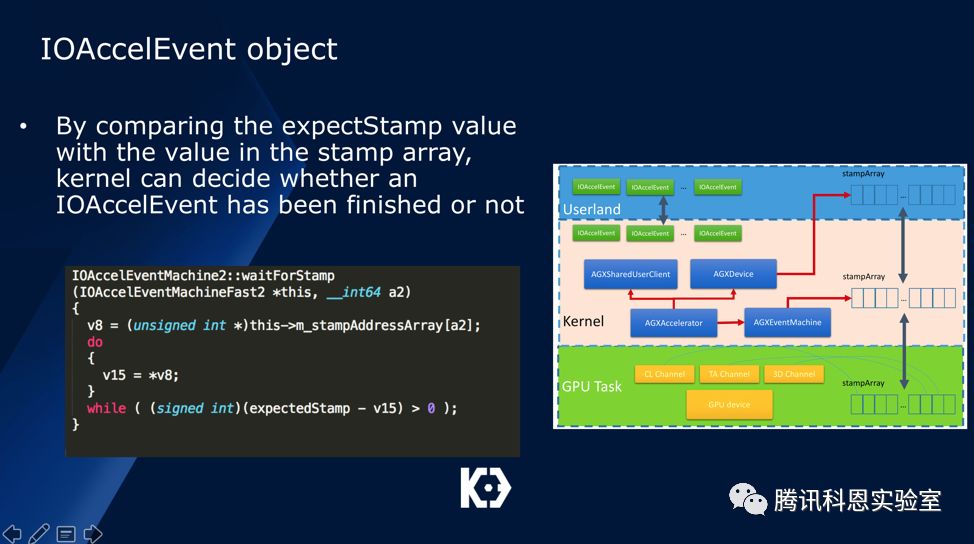 IOAccelEvent object
• By comparing the expectStamp value
with the value in the stamp array,
kernel can decide whether an
IOAccelEvent has been finished or not
IOAccelEventMachine2::waitForStamp
(IOAccelEventMachineFast2 *this, __int64 a2)
{
v8 = (unsigned int *)this->m_stampAddressArray[a2];
do
{
v15 = *v8;
}
while ( (signed int)(expectedStamp - v15) > 0 );
}
stampArray
IOAccelEvent IOAccelEvent ... IOAccelEvent
...
Userland
IOAccelEvent IOAccelEvent ... IOAccelEvent
AGXSharedUserClient AGXDevice
stampArray
...
Kernel
AGXAccelerator AGXEventMachine
CL Channel TA Channel 3D Channel
GPU Task
stampArray
GPU device
...
腾讯科恩实验室